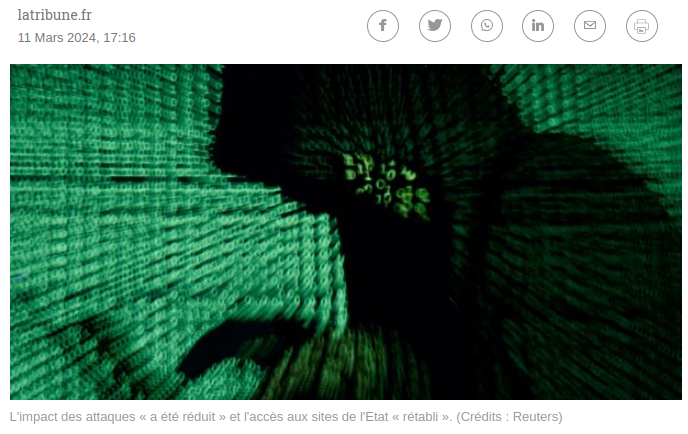 latribune.fr
11 Mars 2024, 17:16
L'impact des attaques « a été réduit » et l'accès aux sites de l'Etat « rétabli ». (Crédits : Reuters)